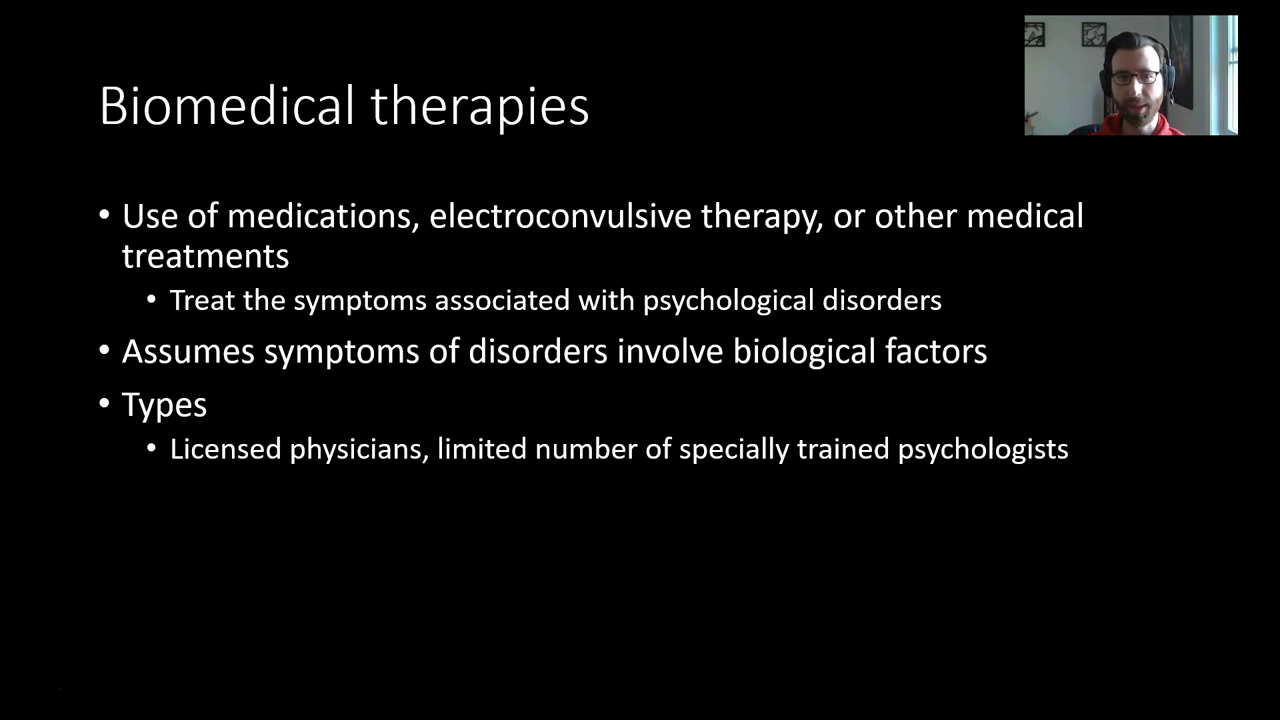 Biomedical therapies
• Use of medications, electroconvulsive therapy, or other medical
treatments
• Treat the symptoms associated with psychological disorders
• Assumes symptoms of disorders involve biological factors
• Types
• Licensed physicians, limited number of specially trained psychologists